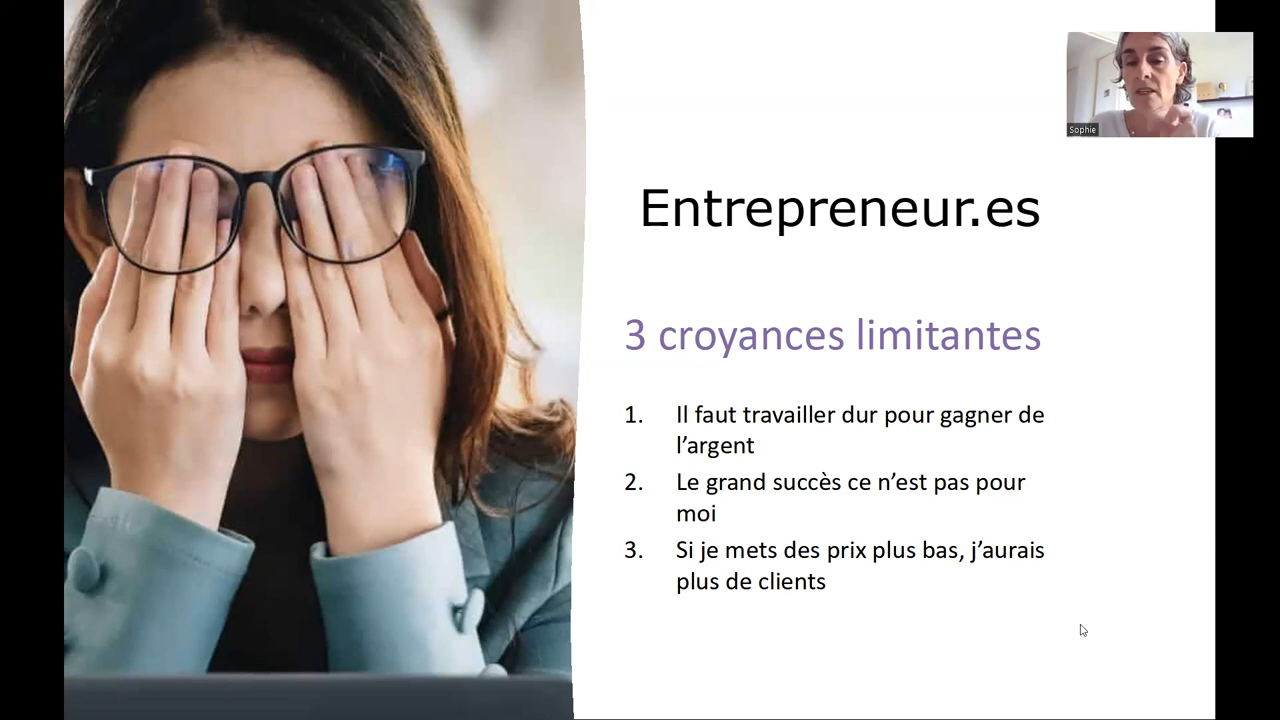 Sophie
Entrepreneur.es
3 croyances limitantes
1. Il faut travailler dur pour gagner de
l’argent
2. Le grand succès ce n’est pas pour
moi
3. Si je mets des prix plus bas, j’aurais
plus de clients